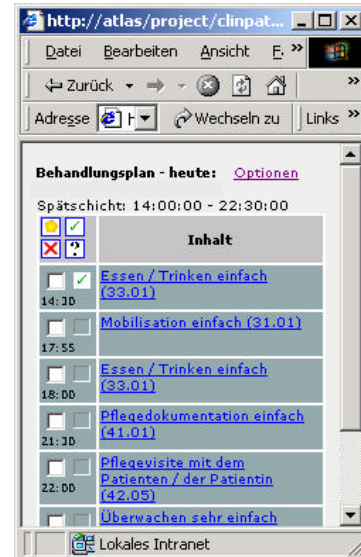 http://atlas/project/clinpat...
Datei Bearbeiten Ansicht F. »
Zurück »
Adresse Wechseln zu Links »
Behandlungsplan - heute: Optionen
Spätschicht: 14:00:00 - 22:30:00
?
Inhalt
Essen / Trinken einfach
(33.01)
14:30
Mobilisation einfach (31.01)
17:55
Essen / Trinken einfach
(33.01)
18:00
Pflegedokumentation einfach
(41.01)
21:30
Pflegevisite mit dem
Patienten / der Patientin
(42.05)
22:00
Überwachen sehr einfach
Lokales Intranet